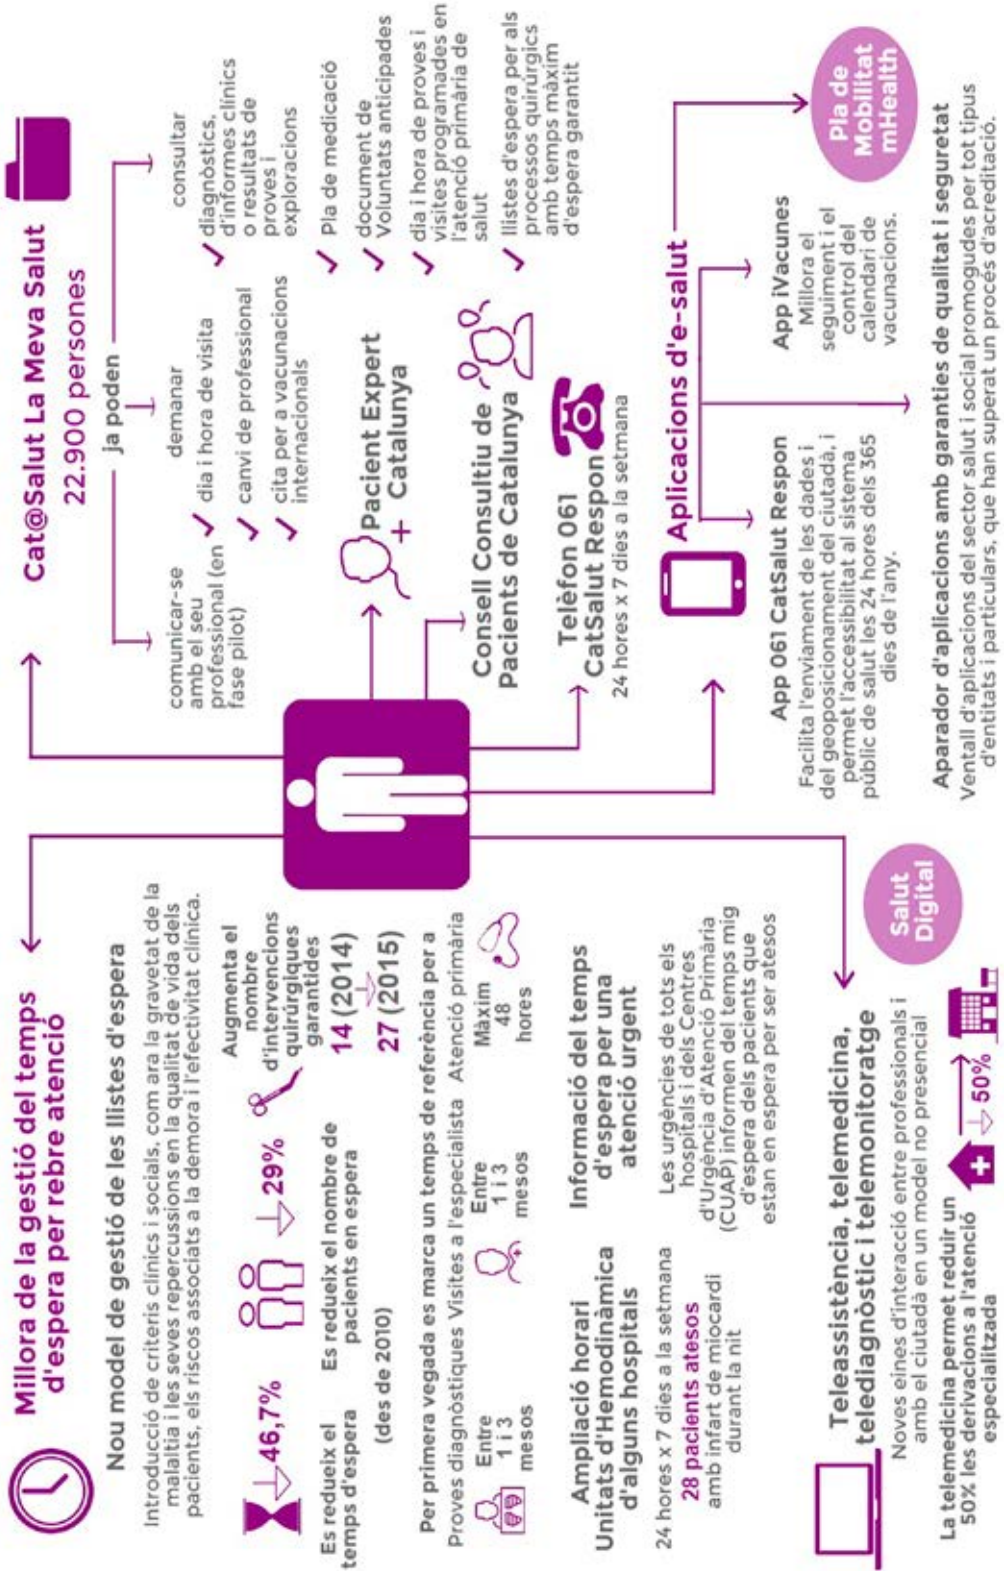 Millora de la gestió del temps
d'espera per rebre atenció
Nou model de gestió de les llistes d'espera
Introducció de criteris clínics i socials, com ara la gravetat de la
malaltia i les seves repercussions en la qualitat de vida dels
pacients, els riscos associats a la demora i l'efectivitat clínica.
46,7%
Es redueix el
temps d'espera
29%
Es redueix el nombre de
pacients en espera
(des de 2010)
Augmenta el
nombre
d'intervencions
quirúrgiques
garantides
14 (2014)
27 (2015)
Per primera vegada es marca un temps de referència per a
Proves diagnòstiques Visites a l'especialista Atenció primària
Entre
1 i 3
mesos
Entre
1 i 3
mesos
Màxim
48
hores
Ampliació horari
Unitats d'Hemodinàmica
d'alguns hospitals
24 hores x 7 dies a la setmana
28 pacients atesos
amb infart de miocardi
durant la nit
Informació del temps
d'espera per una
atenció urgent
Les urgències de tots els
hospitals i dels Centres
d'Urgència d'Atenció Primària
(CUAP) informen del temps mig
d'espera dels pacients que
estan en espera per ser atesos
Teleassistència, telemedicina,
telediagnòstic i telemonitoratge
Noves eines d'interacció entre professionals i
amb el ciutadà en un model no presencial
La telemedicina permet reduir un
50% les derivacions a l'atenció
especialitzada
50%
Salut
Digital
Cat@Salut La Meva Salut
22.900 persones
ja poden
comunicar-se
amb el seu
professional (en
fase pilot)
demanar
dia i hora de visita
canvi de professional
cita per a vacunacions
internacionals
consultar
diagnòstics,
d'informes clínics
o resultats de
proves i
exploracions
Pla de medicació
document de
Voluntats anticipades
dia i hora de proves i
visites programades en
l'atenció primària de
salut
llistes d'espera per als
processos quirúrgics
amb temps màxim
d'espera garantit
Pacient Expert
Catalunya
Consell Consultiu de
Pacients de Catalunya
Telèfon 061
CatSalut Respon
24 hores x 7 dies a la setmana
Aplicacions d'e-salut
App 061 CatSalut Respon
Facilita l'enviament de les dades i
del geoposicionament del ciutadà, i
permet l'accessibilitat al sistema
públic de salut les 24 hores dels 365
dies de l'any.
App iVacunes
Millora el
seguiment i el
control del
calendari de
vacunacions.
Pla de
Mobilitat
mHealth
Aparador d'aplicacions amb garanties de qualitat i seguretat
Ventall d'aplicacions del sector salut i social promogudes per tot tipus
d'entitats i particulars, que han superat un procés d'acreditació.